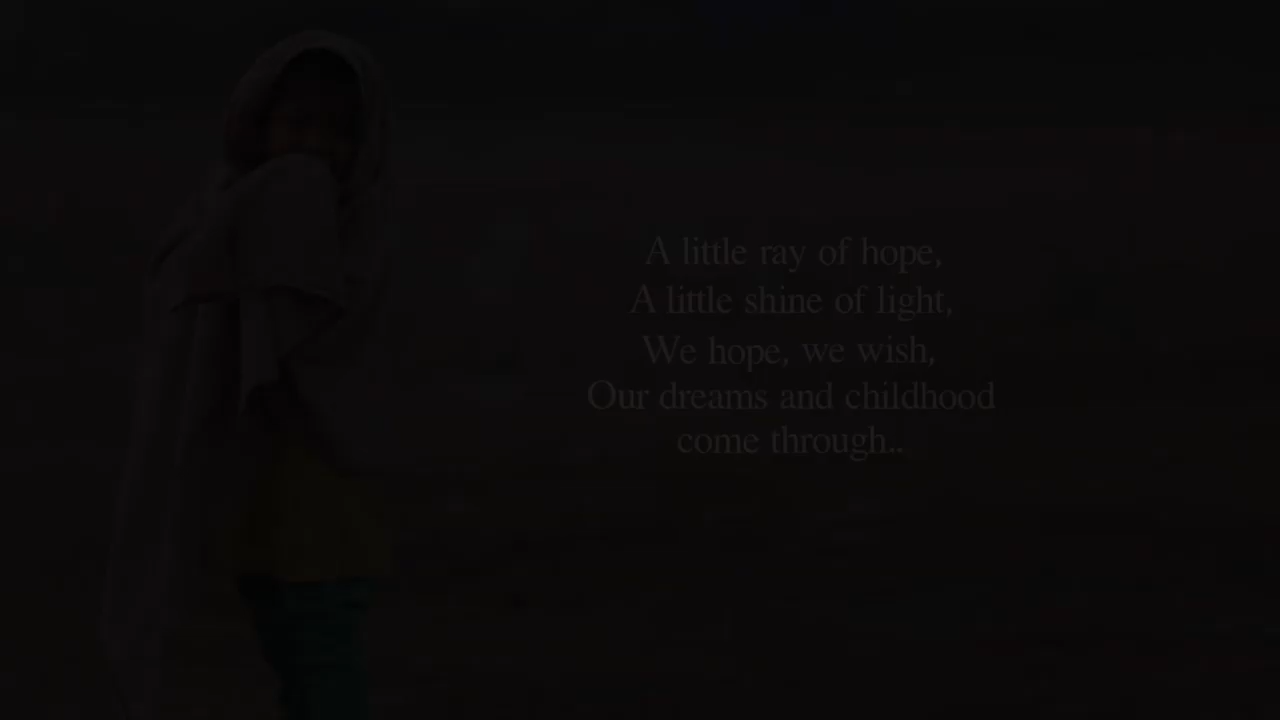 A little ray of hope,
A little shine of light,
We hope, we wish,
Our dreams and childhood
come through..